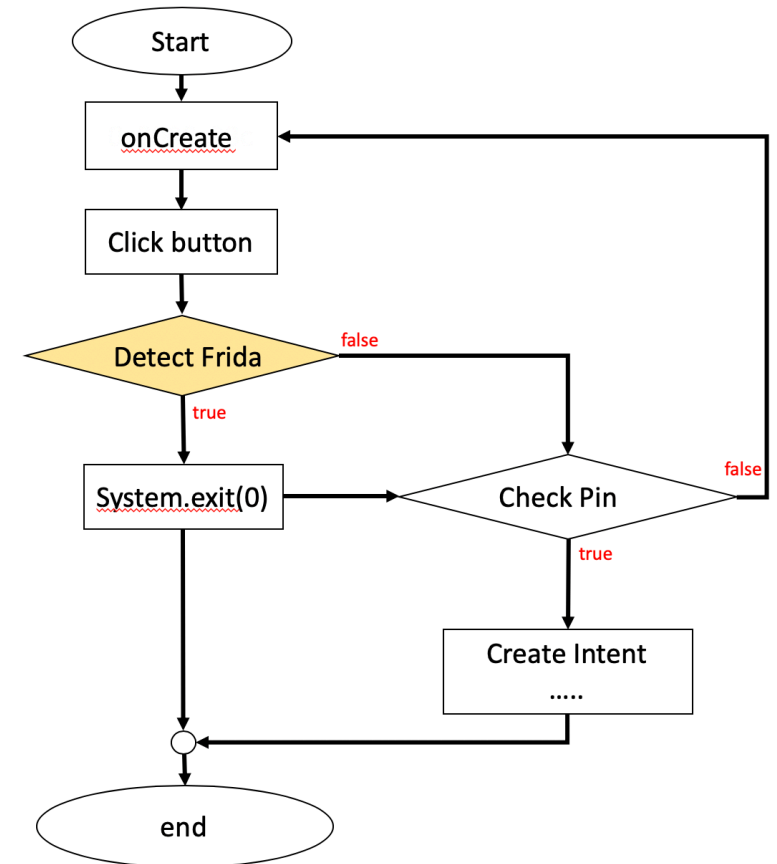 Start
onCreate
Click button
Detect Frida
false
true
System.exit(0)
Check Pin
false
true
Create Intent
.....
end